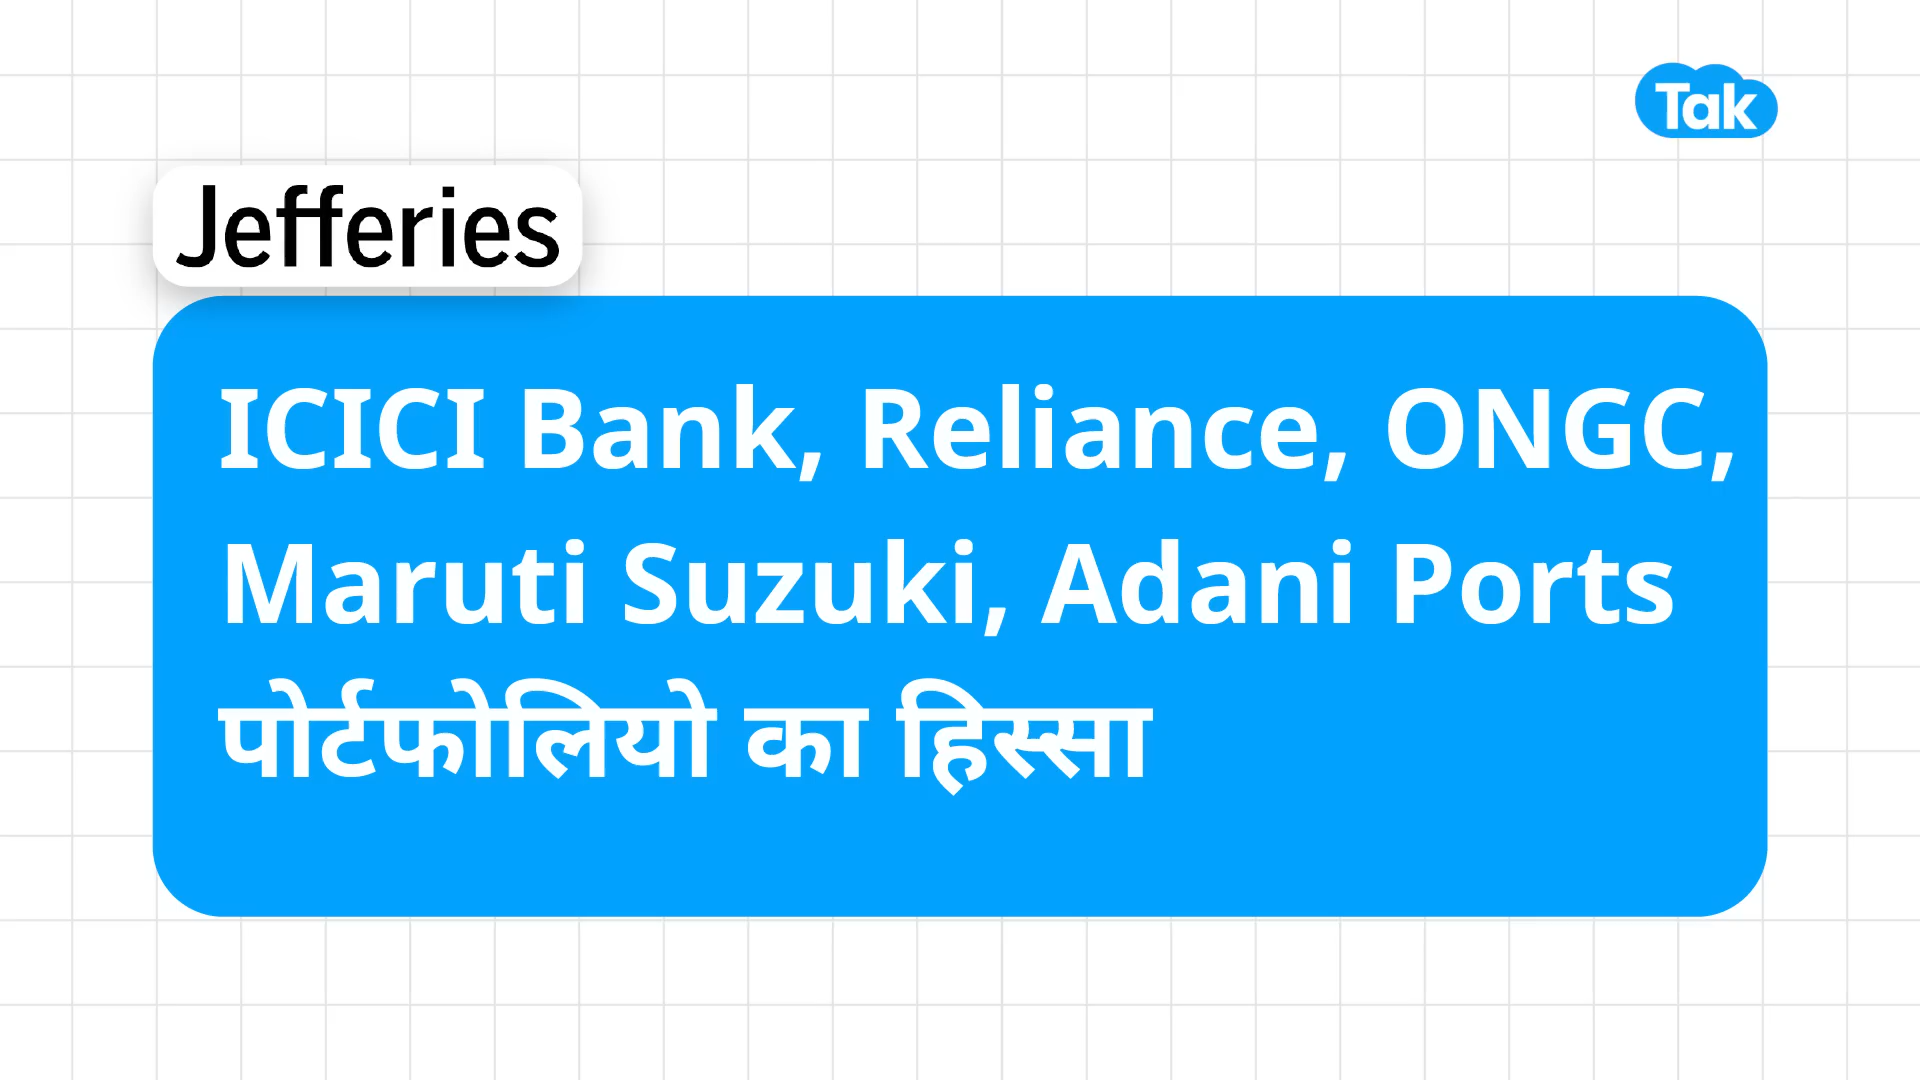 Tak
Jefferies
ICICI Bank, Reliance, ONGC,
Maruti Suzuki, Adani Ports
पोर्टफोलियो का हिस्सा